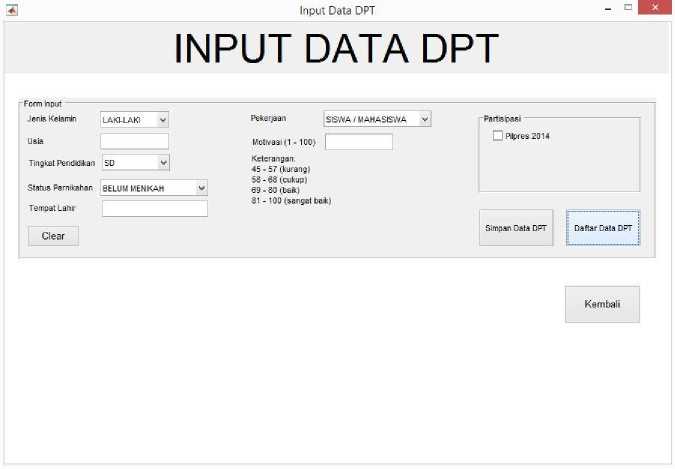 Input Data DPT
INPUT DATA DPT
Form Input
Jenis Kelamin
LAKI-LAKI
Usia
Tingkat Pendidikan
SD
Status Pernikahan
BELUM MENIKAH
Tempat Lahir
Clear
Pekerjaan
SISWA / MAHASISWA
Motivasi (1 - 100)
Keterangan:
45 - 57 (kurang)
58 - 68 (cukup)
69 - 80 (baik)
81 - 100 (sangat baik)
Partisipasi
Pilpres 2014
Simpan Data DPT
Daftar Data DPT
Kembali